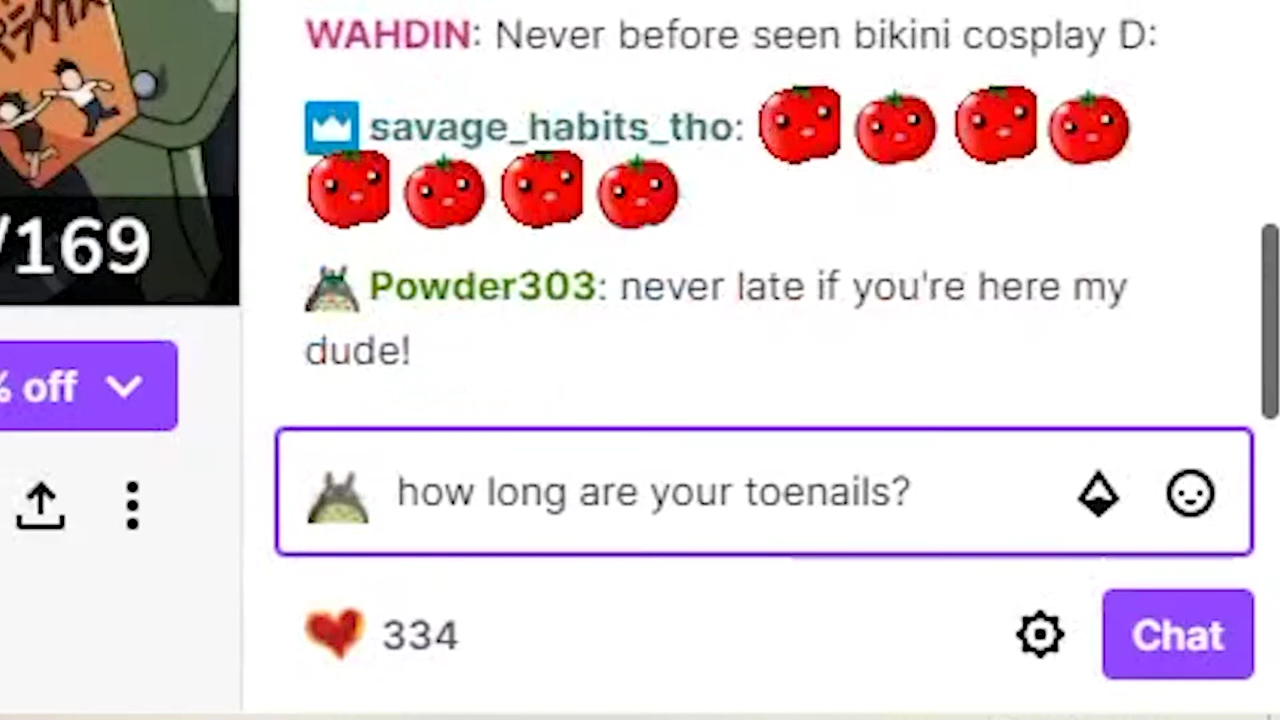 WAHDIN: Never before seen bikini cosplay D:
savage_habits_tho:
/169
Powder303: never late if you're here my
dude!
% off
how long are your toenails?
334
Chat